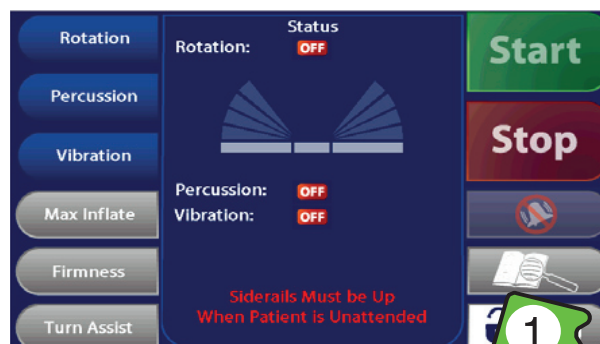 Rotation
Percussion
Vibration
Max Inflate
Firmness
Turn Assist
Status
Rotation: OFF
Percussion: OFF
Vibration: OFF
Siderails Must be Up
When Patient is Unattended
Start
Stop
1